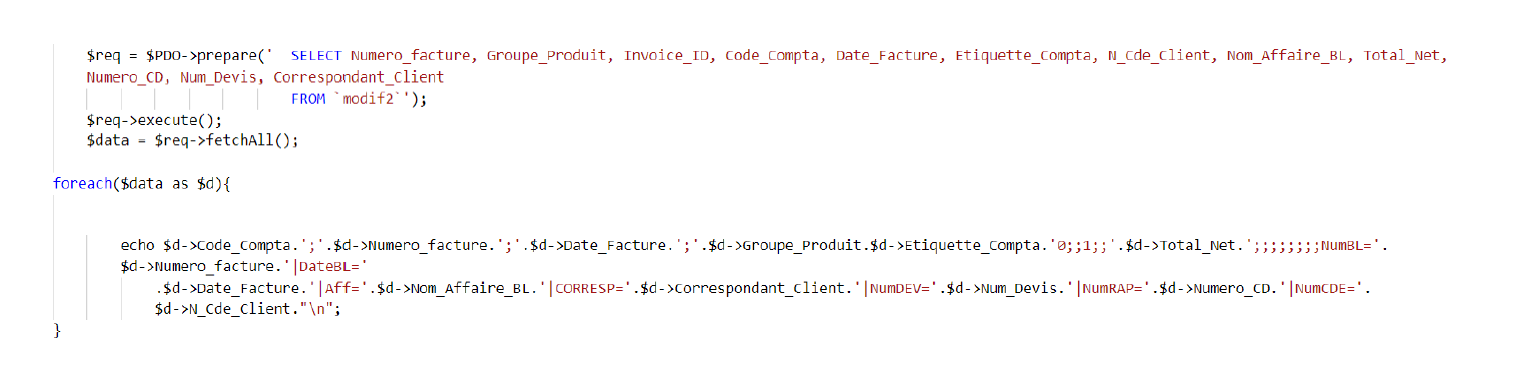 $req = $PDO->prepare('  SELECT Numero_facture, Groupe_Produit, Invoice_ID, Code_Compta, Date_Facture, Etiquette_Compta, N_Cde_Client, Nom_Affaire_BL, Total_Net,
Numero_CD, Num_Devis, Correspondant_Client
FROM `modif2`');
$req->execute();
$data = $req->fetchAll();
foreach($data as $d){
echo $d->Code_Compta.';'.$d->Numero_facture.';'.$d->Date_Facture.';'.$d->Groupe_Produit.$d->Etiquette_Compta.'0;;1;;'.$d->Total_Net.';;;;;;;;NumBL='.
$d->Numero_facture.'|DateBL='
.$d->Date_Facture.'|Aff='.$d->Nom_Affaire_BL.'|CORRESP='.$d->Correspondant_Client.'|NumDEV='.$d->Num_Devis.'|NumRAP='.$d->Numero_CD.'|NumCDE='.
$d->N_Cde_Client."\n";
}